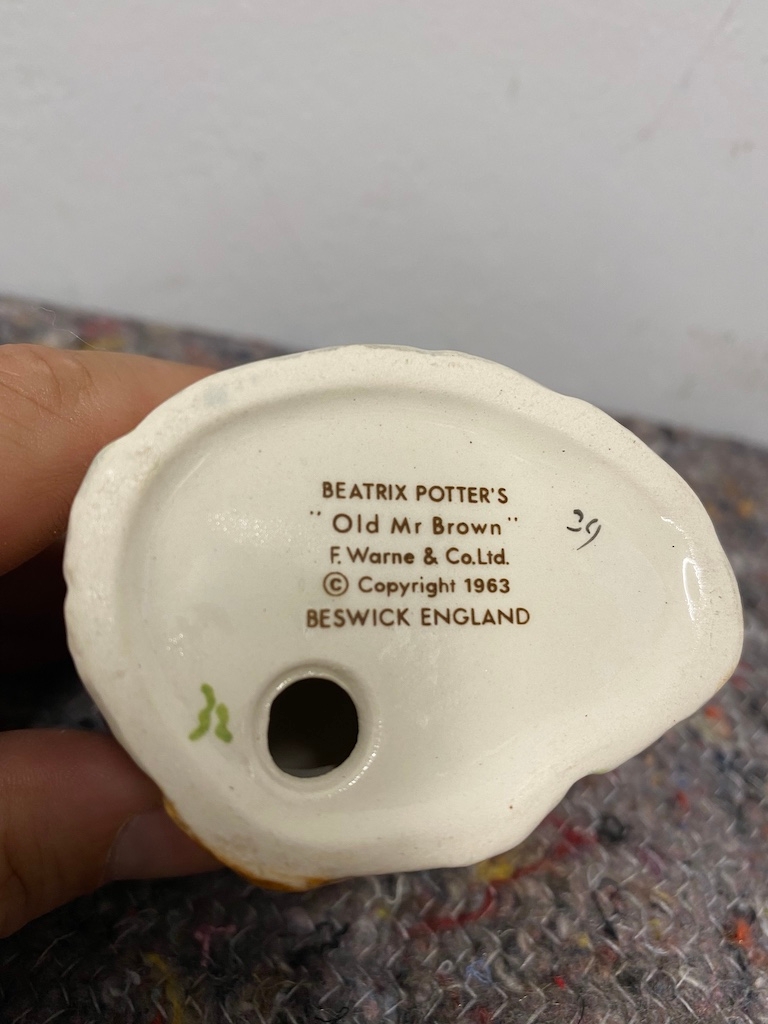 BEATRIX POTTER'S
" Old Mr Brown "
F. Warne & Co.Ltd.
© Copyright 1963
BESWICK ENGLAND